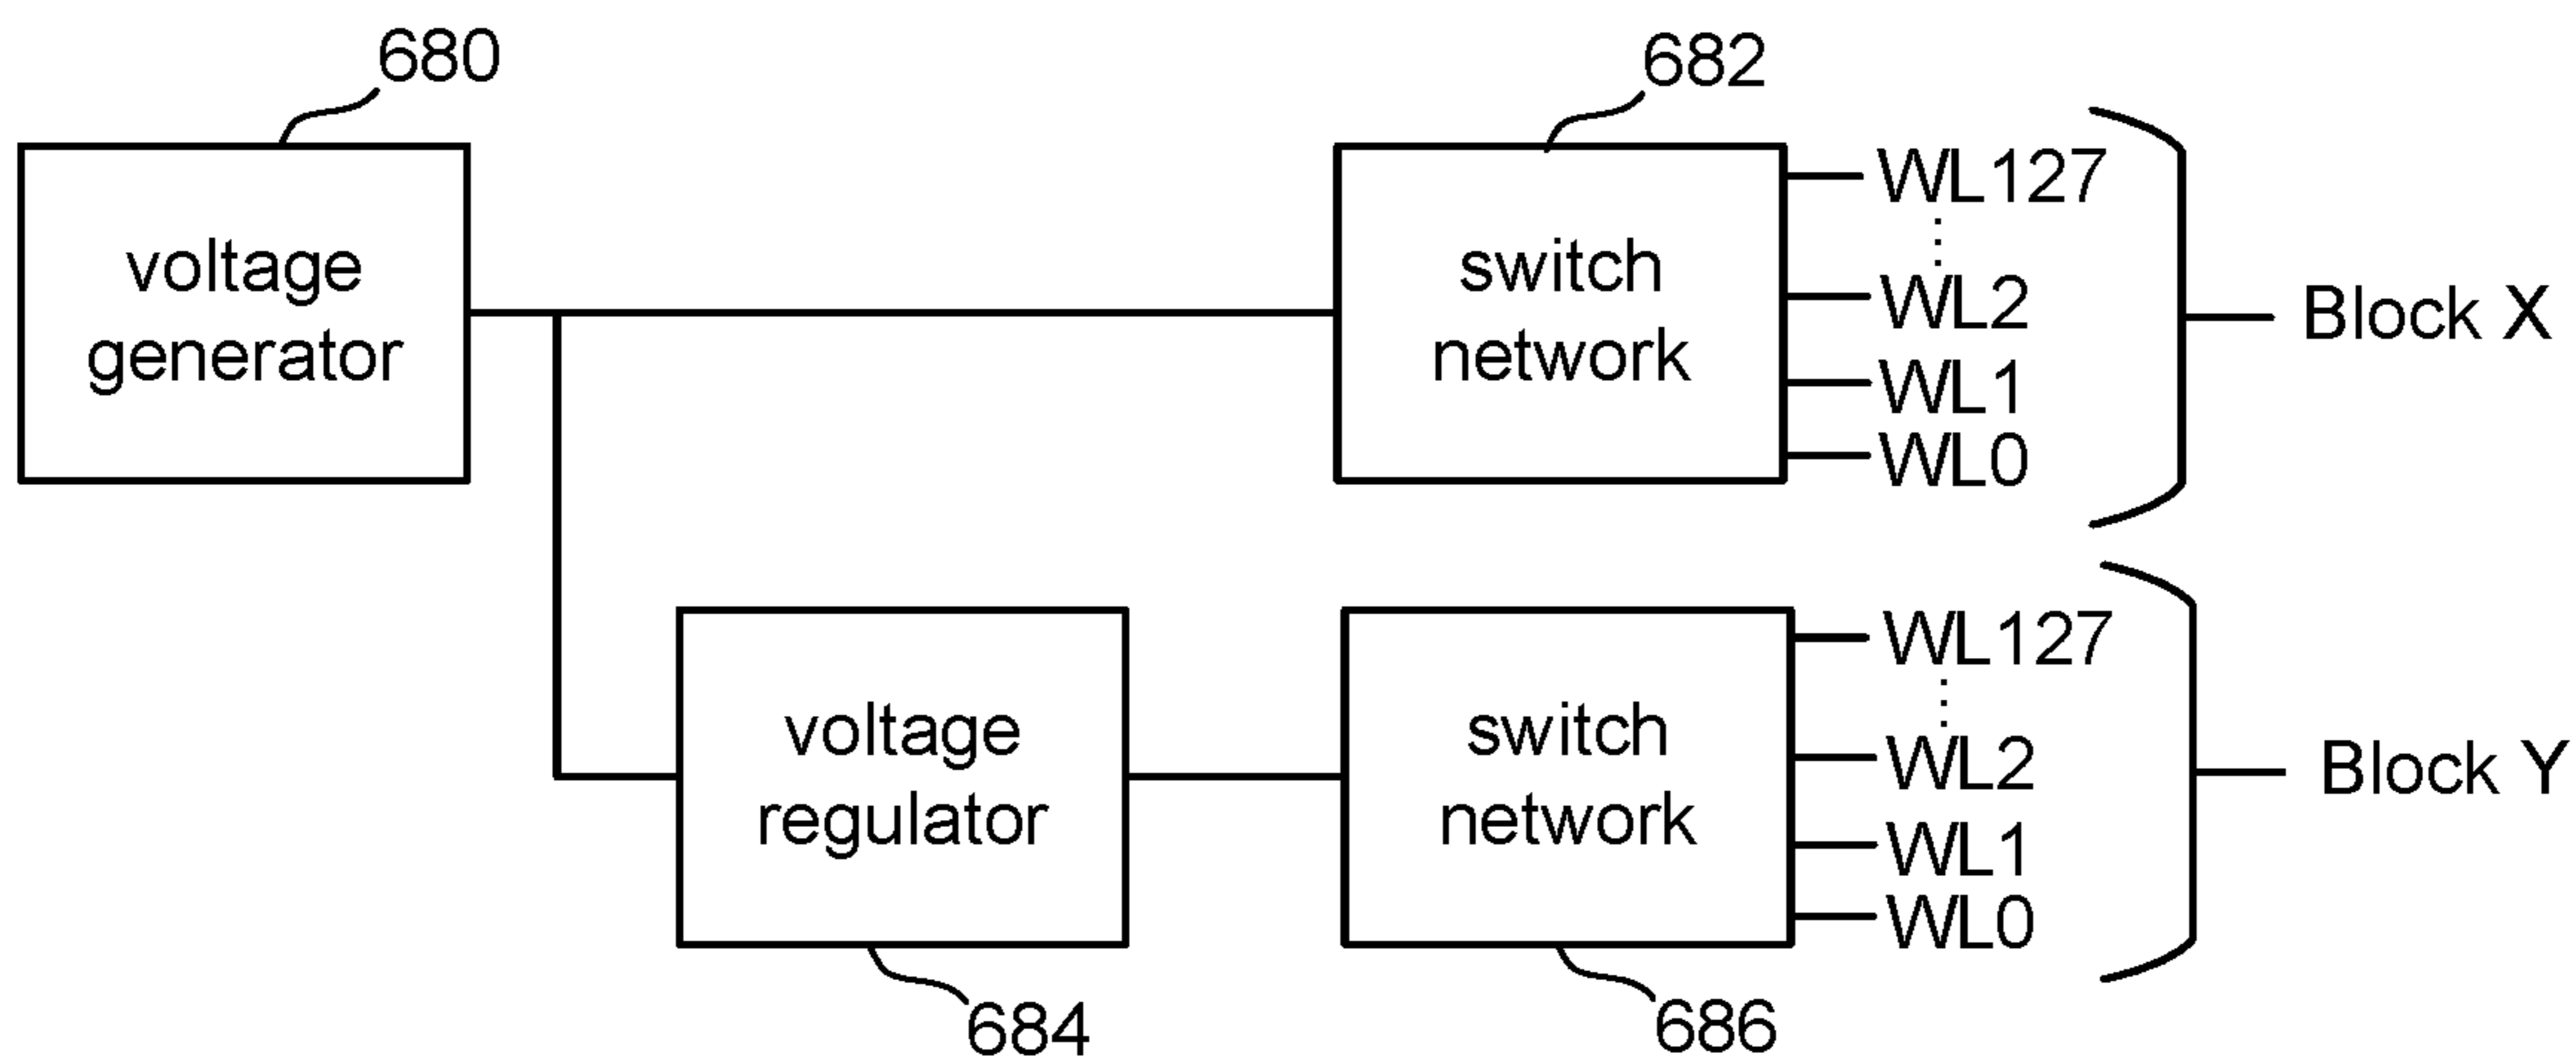 680
682
voltage
generator
switch
network
WL127
WL2
WL1
WL0
Block X
voltage
regulator
switch
network
WL127
WL2
WL1
WL0
Block Y
684
686